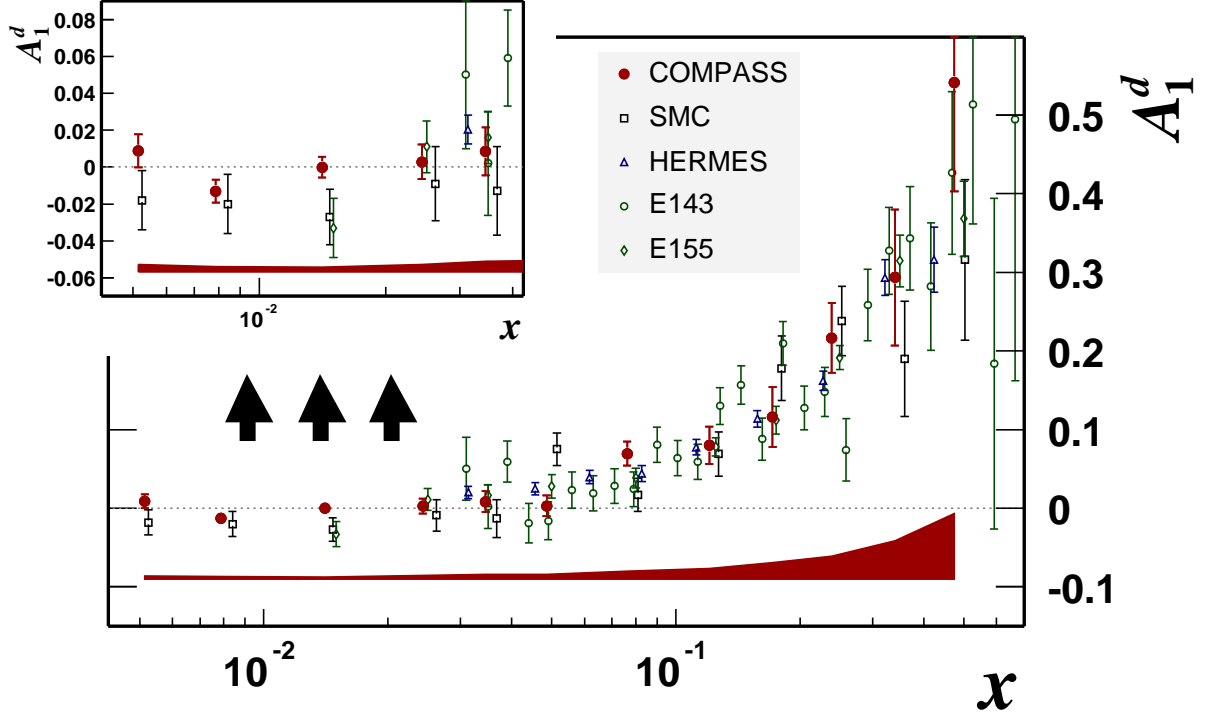 A₁ᵈ
0.08
0.06
0.04
0.02
0
-0.02
-0.04
-0.06
10⁻²
x
COMPASS
SMC
HERMES
E143
E155
A₁ᵈ
0.5
0.4
0.3
0.2
0.1
0
-0.1
10⁻²
10⁻¹
x